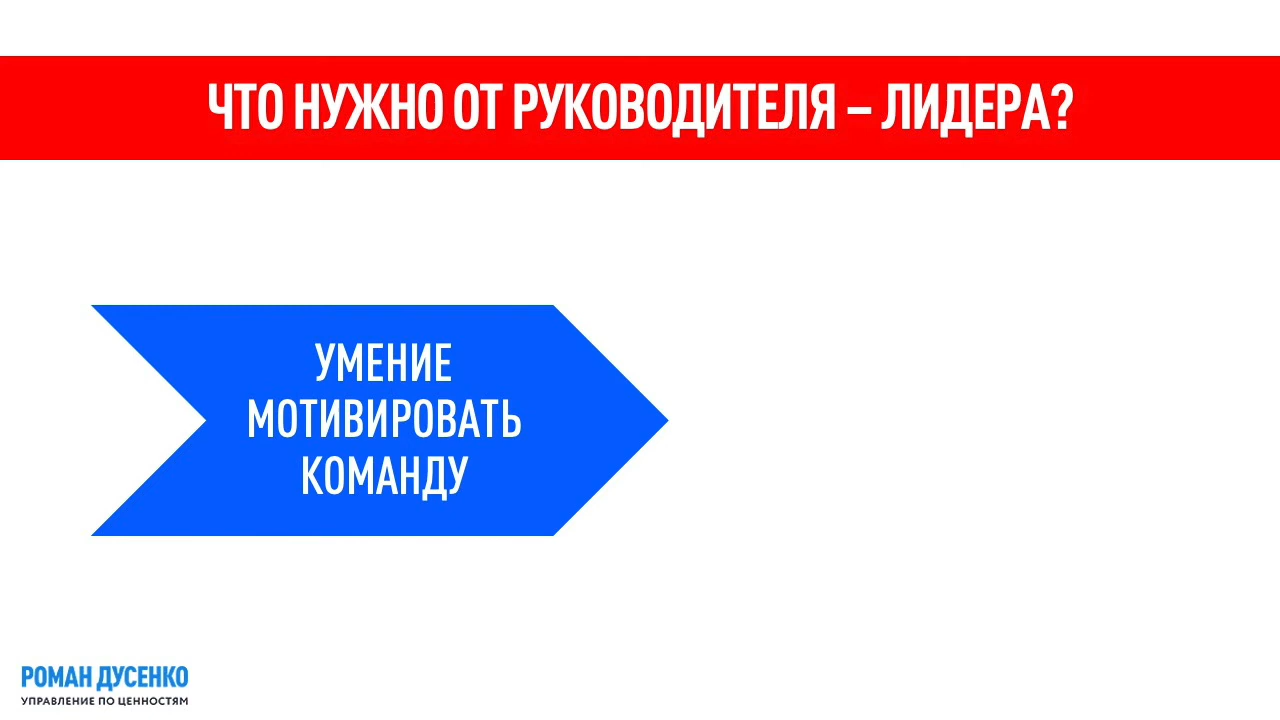 ЧТО НУЖНО ОТ РУКОВОДИТЕЛЯ – ЛИДЕРА?
УМЕНИЕ
МОТИВИРОВАТЬ
КОМАНДУ
РОМАН ДУСЕНКО
УПРАВЛЕНИЕ ПО ЦЕННОСТЯМ